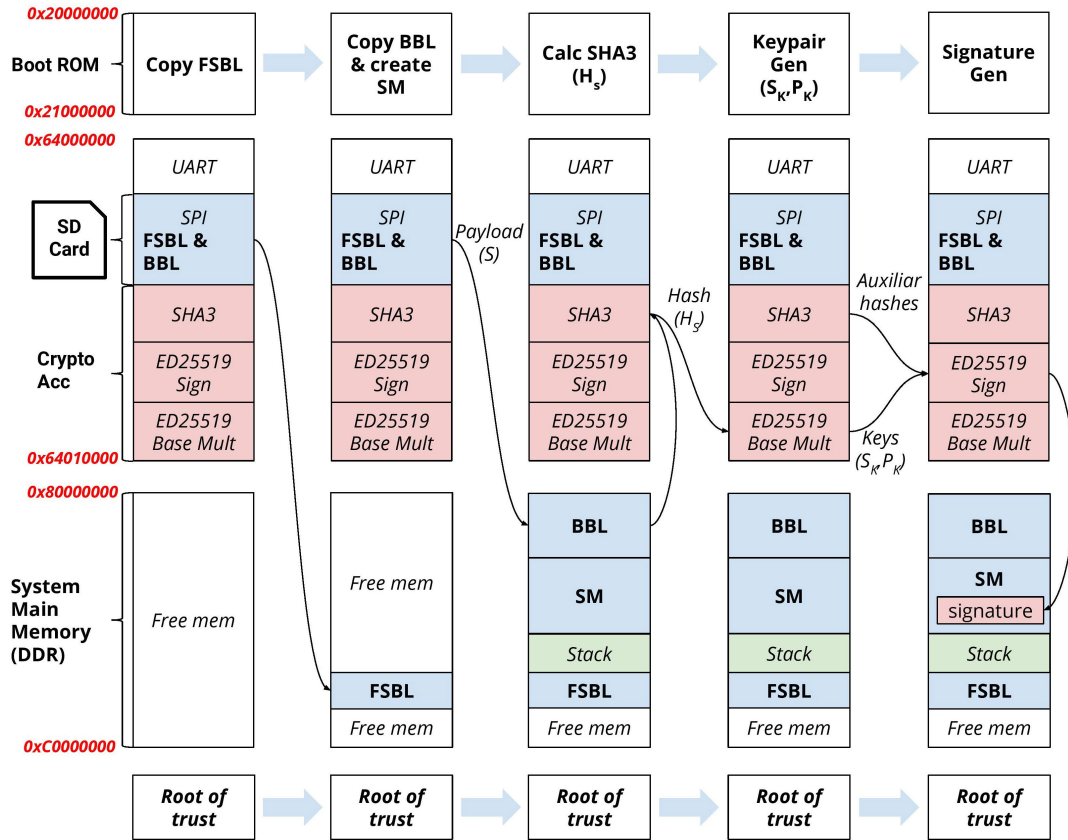 0x20000000
Boot ROM
0x21000000
Copy FSBL
Copy BBL
& create
SM
Calc SHA3
(Hs)
Keypair
Gen
(SK,PK)
Signature
Gen
0x64000000
SD
Card
Crypto
Acc
0x64010000
UART
SPI
FSBL &
BBL
SHA3
ED25519
Sign
ED25519
Base Mult
UART
SPI
FSBL &
BBL
SHA3
ED25519
Sign
ED25519
Base Mult
Payload
(S)
UART
SPI
FSBL &
BBL
SHA3
ED25519
Sign
ED25519
Base Mult
Hash
(HS)
UART
SPI
FSBL &
BBL
SHA3
ED25519
Sign
ED25519
Base Mult
Auxiliar
hashes
Keys
(SK,PK)
UART
SPI
FSBL &
BBL
SHA3
ED25519
Sign
ED25519
Base Mult
0x80000000
System
Main
Memory
(DDR)
0xC0000000
Free mem
Free mem
FSBL
Free mem
BBL
SM
Stack
FSBL
Free mem
BBL
SM
Stack
FSBL
Free mem
BBL
SM
signature
Stack
FSBL
Free mem
Root of
trust
Root of
trust
Root of
trust
Root of
trust
Root of
trust